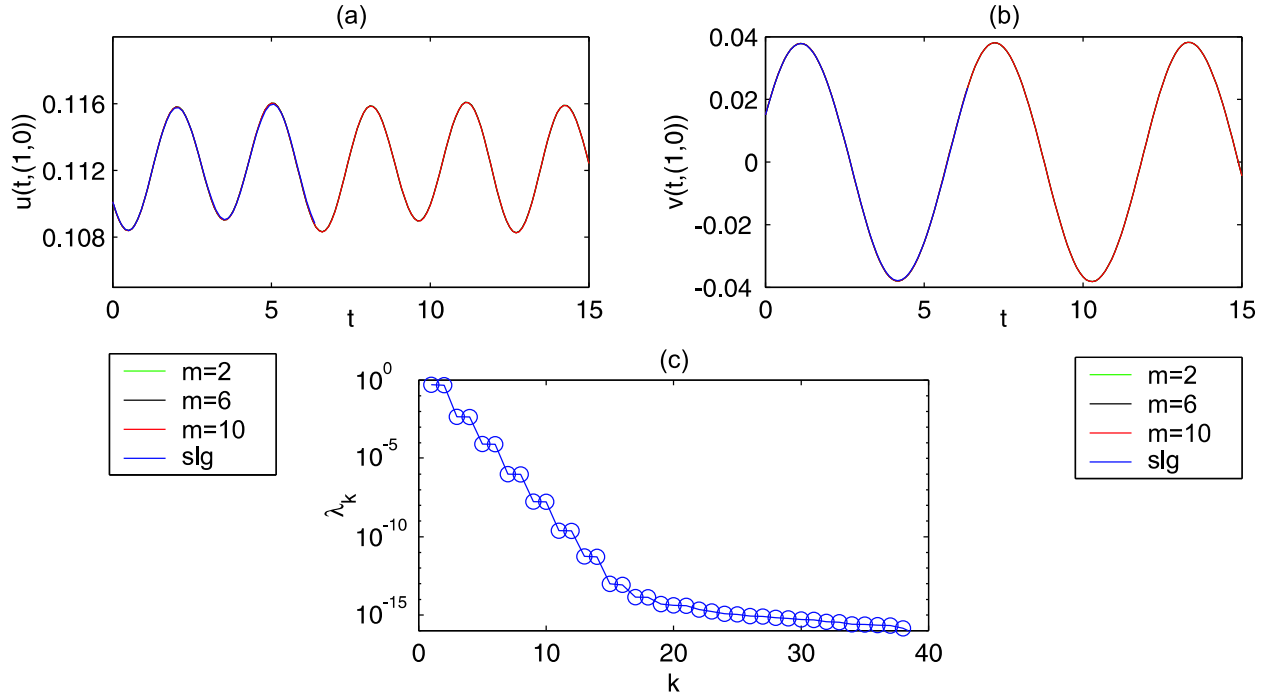 (a)
0.116
0.112
0.108
u(t,(1,0))
0
5
10
15
t
(b)
0.04
0.02
0
-0.02
-0.04
v(t,(1,0))
0
5
10
15
t
m=2
m=6
m=10
slg
(c)
10^0
10^-5
10^-10
10^-15
λ_k
0
10
20
30
40
k
m=2
m=6
m=10
slg